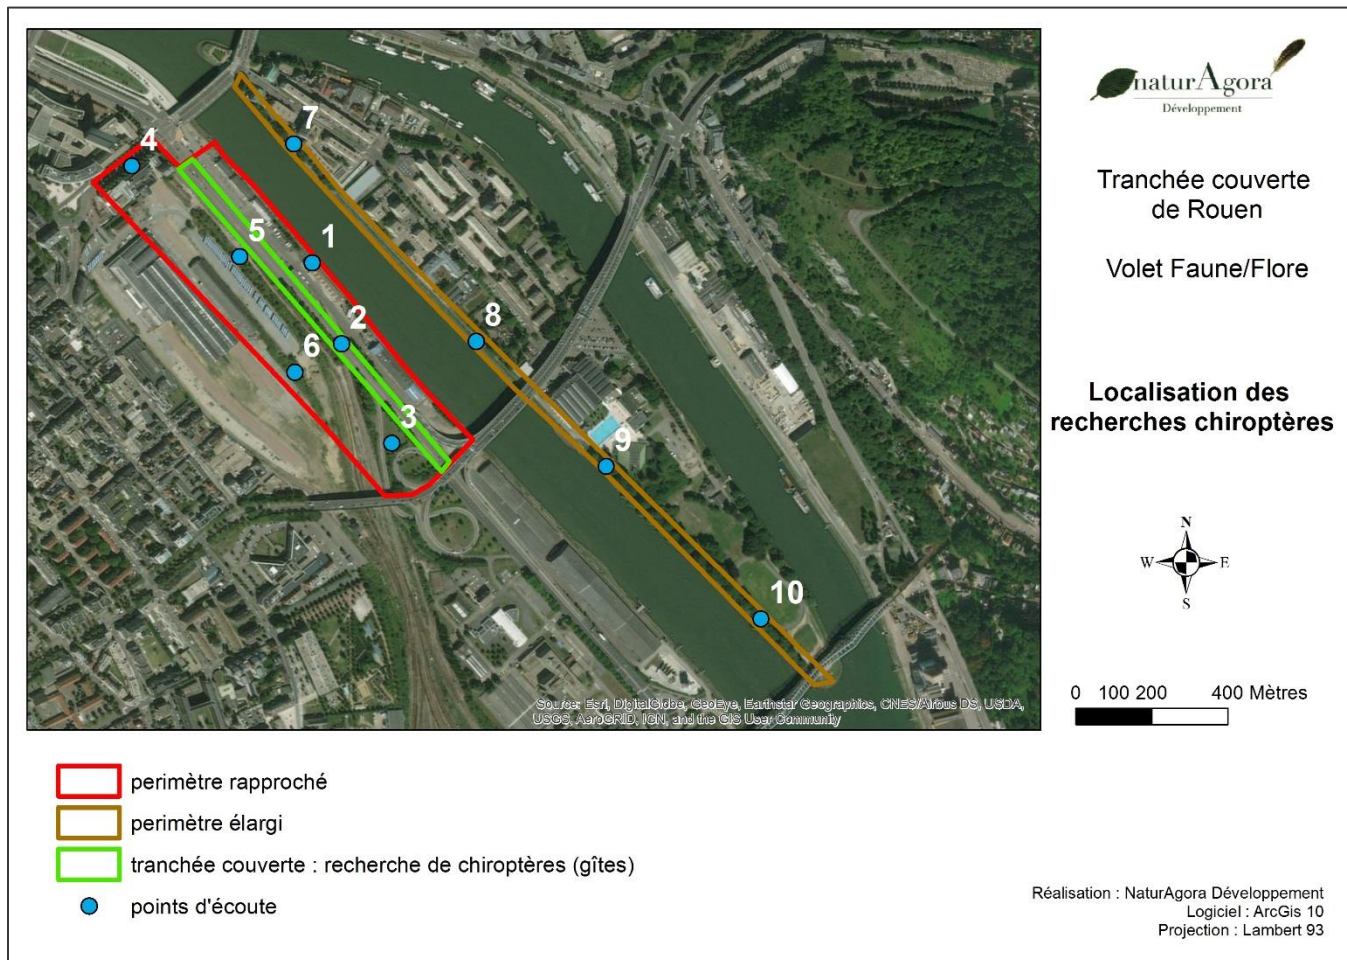 4
7
5
1
2
8
6
3
9
10
Source: Esri, DigitalGlobe, GeoEye, Earthstar Geographics, CNES/Airbus DS, USDA,
USGS, AeroGRID, IGN, and the GIS User Community
naturAgora
Développement
Tranchée couverte
de Rouen
Volet Faune/Flore
Localisation des
recherches chiroptères
N
W E
S
0 100 200 400 Mètres
perimètre rapproché
perimètre élargi
tranchée couverte : recherche de chiroptères (gîtes)
points d'écoute
Réalisation : NaturAgora Développement
Logiciel : ArcGis 10
Projection : Lambert 93